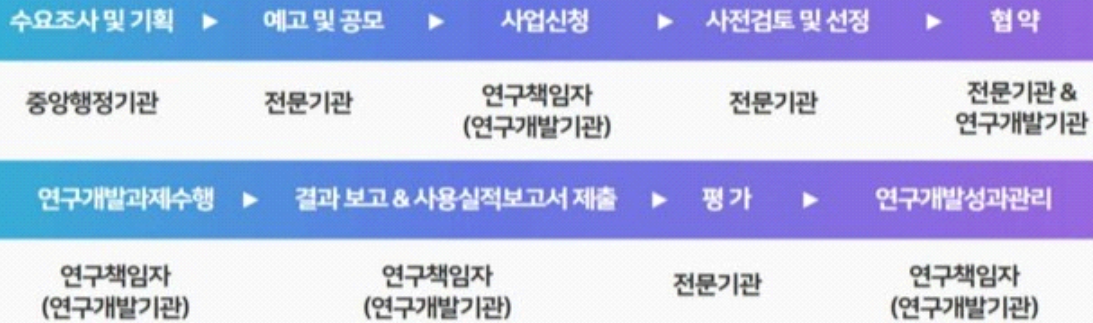 수요조사 및 기획 ▶ 예고 및 공모 ▶ 사업신청 ▶ 사전검토 및 선정 ▶ 협약
중앙행정기관 전문기관 연구책임자 (연구개발기관) 전문기관 전문기관 & 연구개발기관
연구개발과제수행 ▶ 결과 보고 & 사용실적보고서 제출 ▶ 평가 ▶ 연구개발성과관리
연구책임자 (연구개발기관) 연구책임자 (연구개발기관) 전문기관 연구책임자 (연구개발기관)